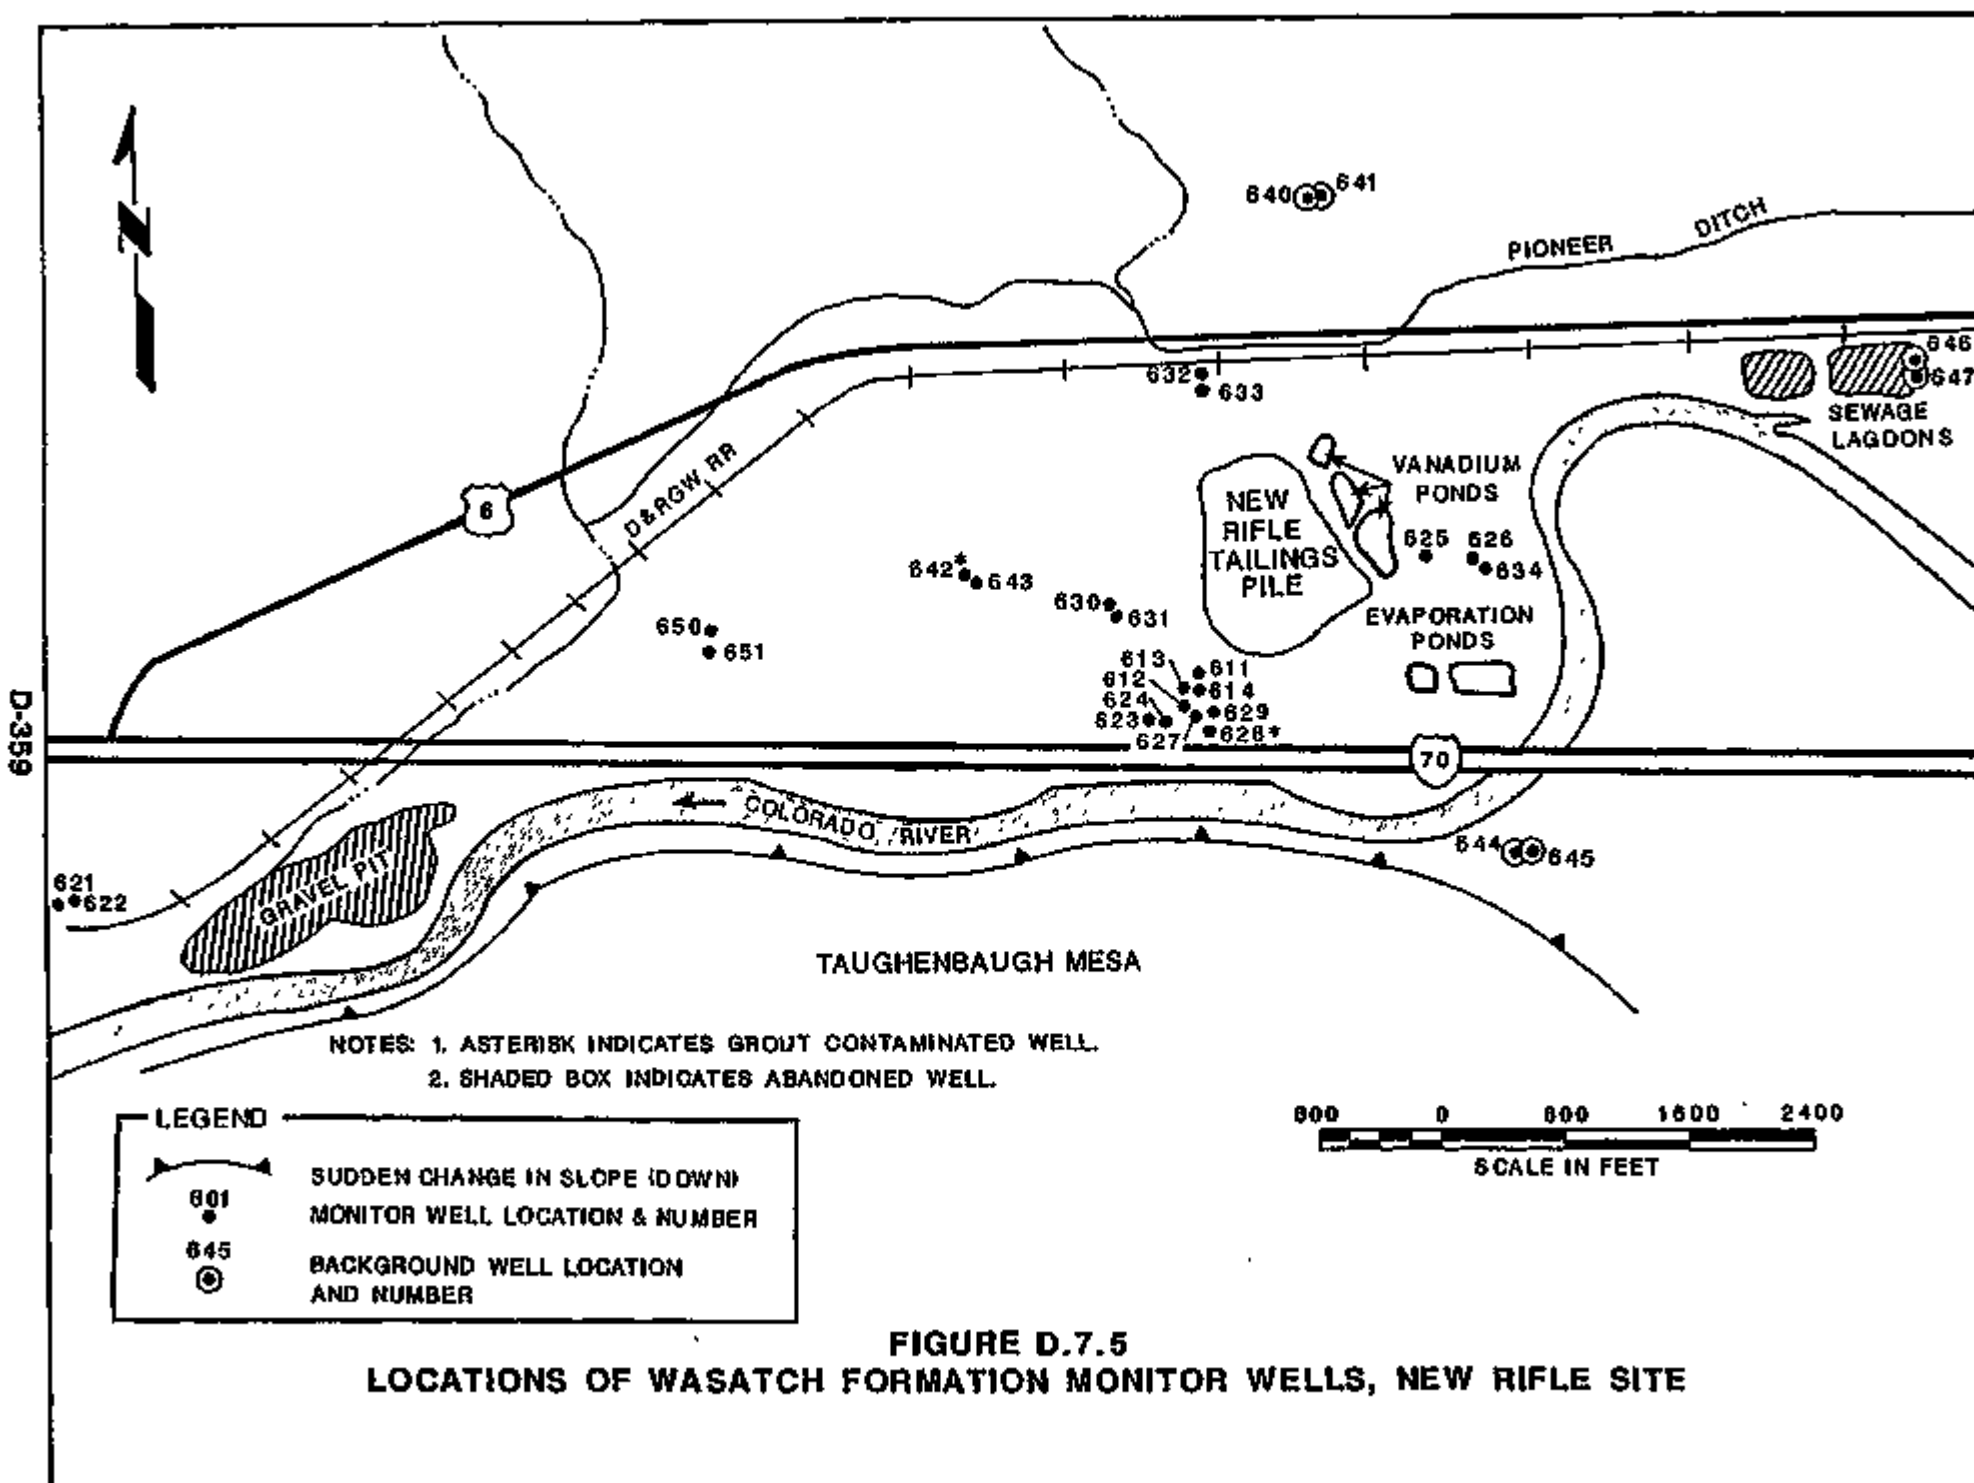 N
640
641
PIONEER DITCH
646
647
632
633
SEWAGE
LAGOONS
VANADIUM
PONDS
NEW
RIFLE
TAILINGS
PILE
6
D&RGW RR
625
626
634
642*
643
630
631
EVAPORATION
PONDS
650
651
613
611
612
614
624
629
623
627
628*
D-359
70
COLORADO RIVER
644
645
621
622
GRAVEL PIT
TAUGHENBAUGH MESA
NOTES: 1. ASTERISK INDICATES GROUT CONTAMINATED WELL.
2. SHADED BOX INDICATES ABANDONED WELL.
LEGEND
SUDDEN CHANGE IN SLOPE (DOWN)
601
MONITOR WELL LOCATION & NUMBER
645
BACKGROUND WELL LOCATION
AND NUMBER
800 0 800 1600 2400
SCALE IN FEET
FIGURE D.7.5
LOCATIONS OF WASATCH FORMATION MONITOR WELLS, NEW RIFLE SITE